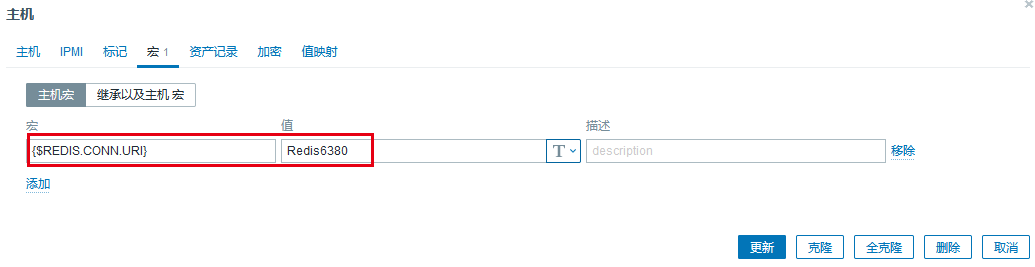 主机
主机 IPMI 标记 宏 1 资产记录 加密 值映射
主机宏 继承以及主机 宏
宏 值 描述
{$REDIS.CONN.URI} Redis6380 T description 移除
添加
更新 克隆 全克隆 删除 取消